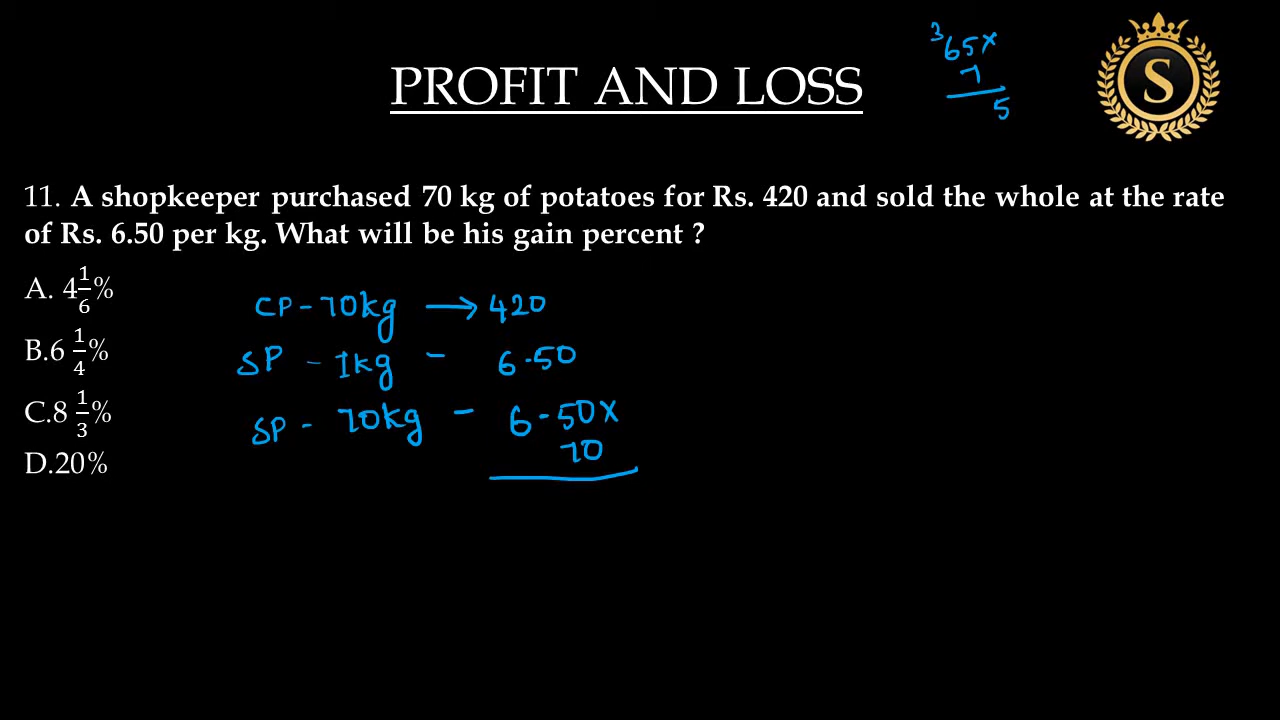 PROFIT AND LOSS
³65×
7
5
S
11. A shopkeeper purchased 70 kg of potatoes for Rs. 420 and sold the whole at the rate
of Rs. 6.50 per kg. What will be his gain percent ?
A. 4 1/6 %
B.6 1/4 %
C.8 1/3 %
D.20%
CP - 70kg → 420
SP - 1kg - 6.50
SP - 70kg - 6.50×
70